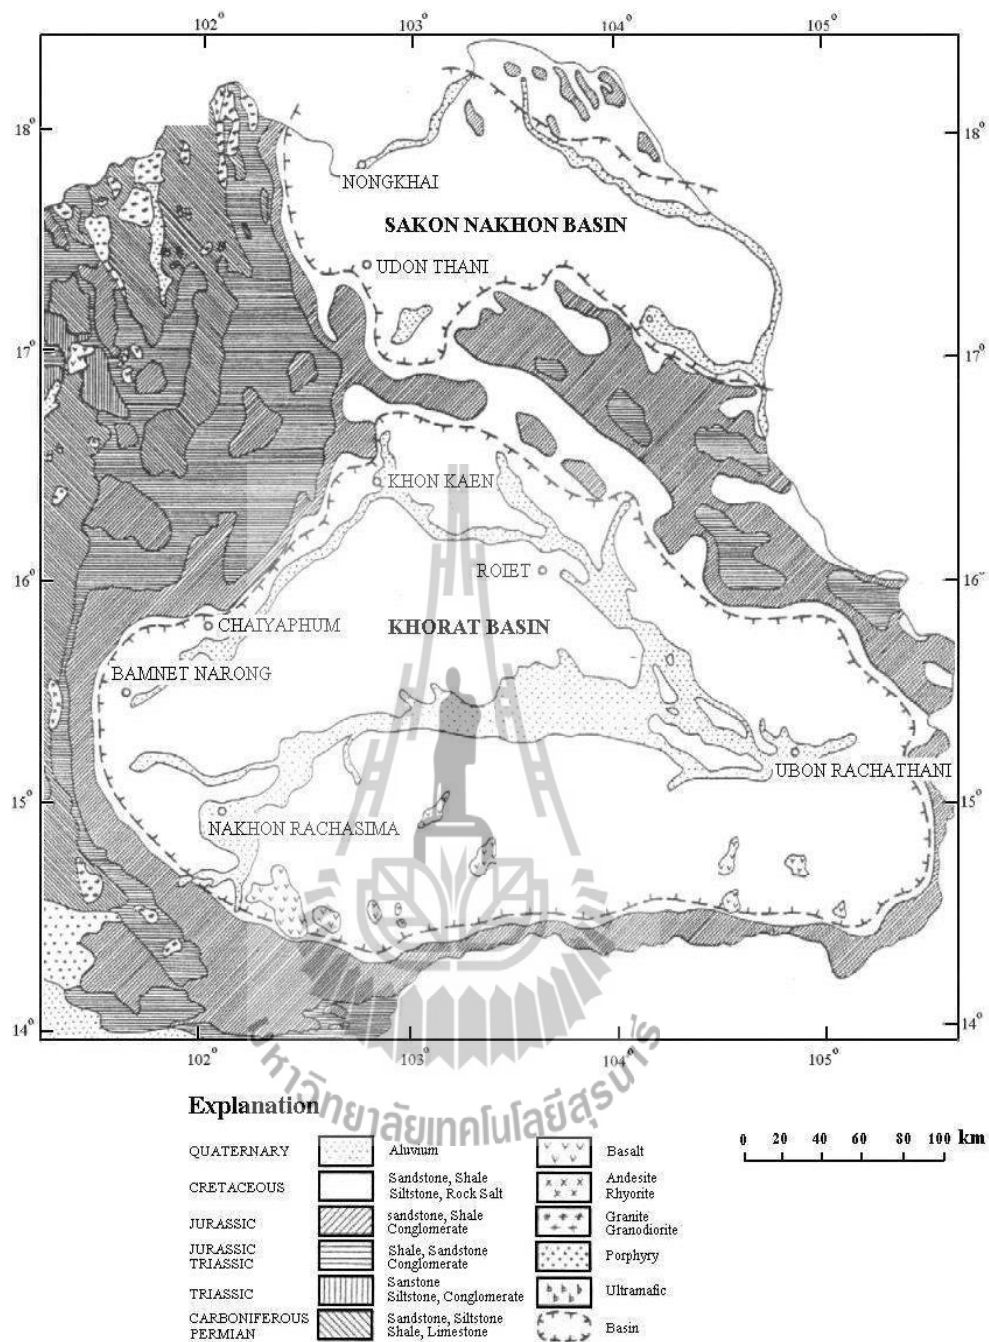 102° 103° 104° 105°
18° 18°
NONGKHAI
SAKON NAKHON BASIN
UDON THANI
17° 17°
KHON KAEN
ROIET
16° 16°
CHAIYAPHUM
KHORAT BASIN
BAMNET NARONG
UBON RACHATHANI
15° 15°
NAKHON RACHASIMA
14° 14°
102° 103° 104° 105°
มหาวิทยาลัยเทคโนโลยีสุรนารี
Explanation
QUATERNARY Aluvium Basalt
0 20 40 60 80 100 km
CRETACEOUS Sandstone, Shale Andesite
Siltstone, Rock Salt Rhyorite
JURASSIC sandstone, Shale Granite
Conglomerate Granodiorite
JURASSIC Shale, Sandstone Porphyry
TRIASSIC Conglomerate
TRIASSIC Sanstone Ultramafic
Siltstone, Conglomerate
CARBONIFEROUS Sandstone, Siltstone Basin
PERMIAN Shale, Limestone